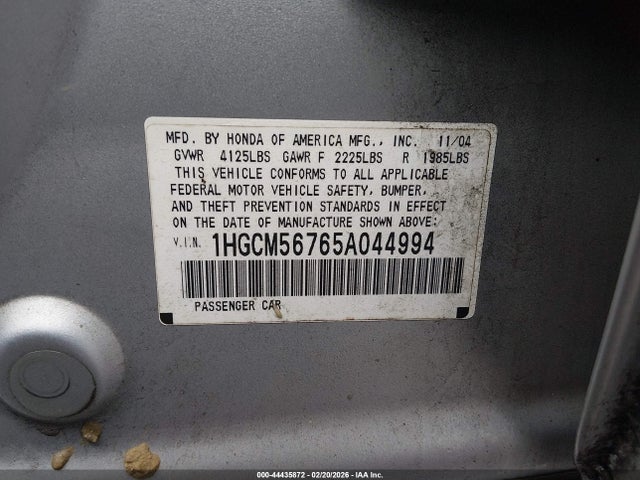 MFD. BY HONDA OF AMERICA MFG., INC. 11/04
GVWR 4125LBS GAWR F 2225LBS R 1985LBS
THIS VEHICLE CONFORMS TO ALL APPLICABLE
FEDERAL MOTOR VEHICLE SAFETY, BUMPER,
AND THEFT PREVENTION STANDARDS IN EFFECT
ON THE DATE OF MANUFACTURE SHOWN ABOVE:
V.I.N. 1HGCM56765A044994
PASSENGER CAR
000-44435872 - 02/20/2026 - IAA Inc.